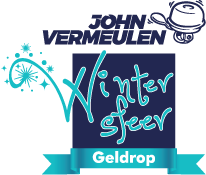 JOHN
VERMEULEN
Winter
sfeer
Geldrop